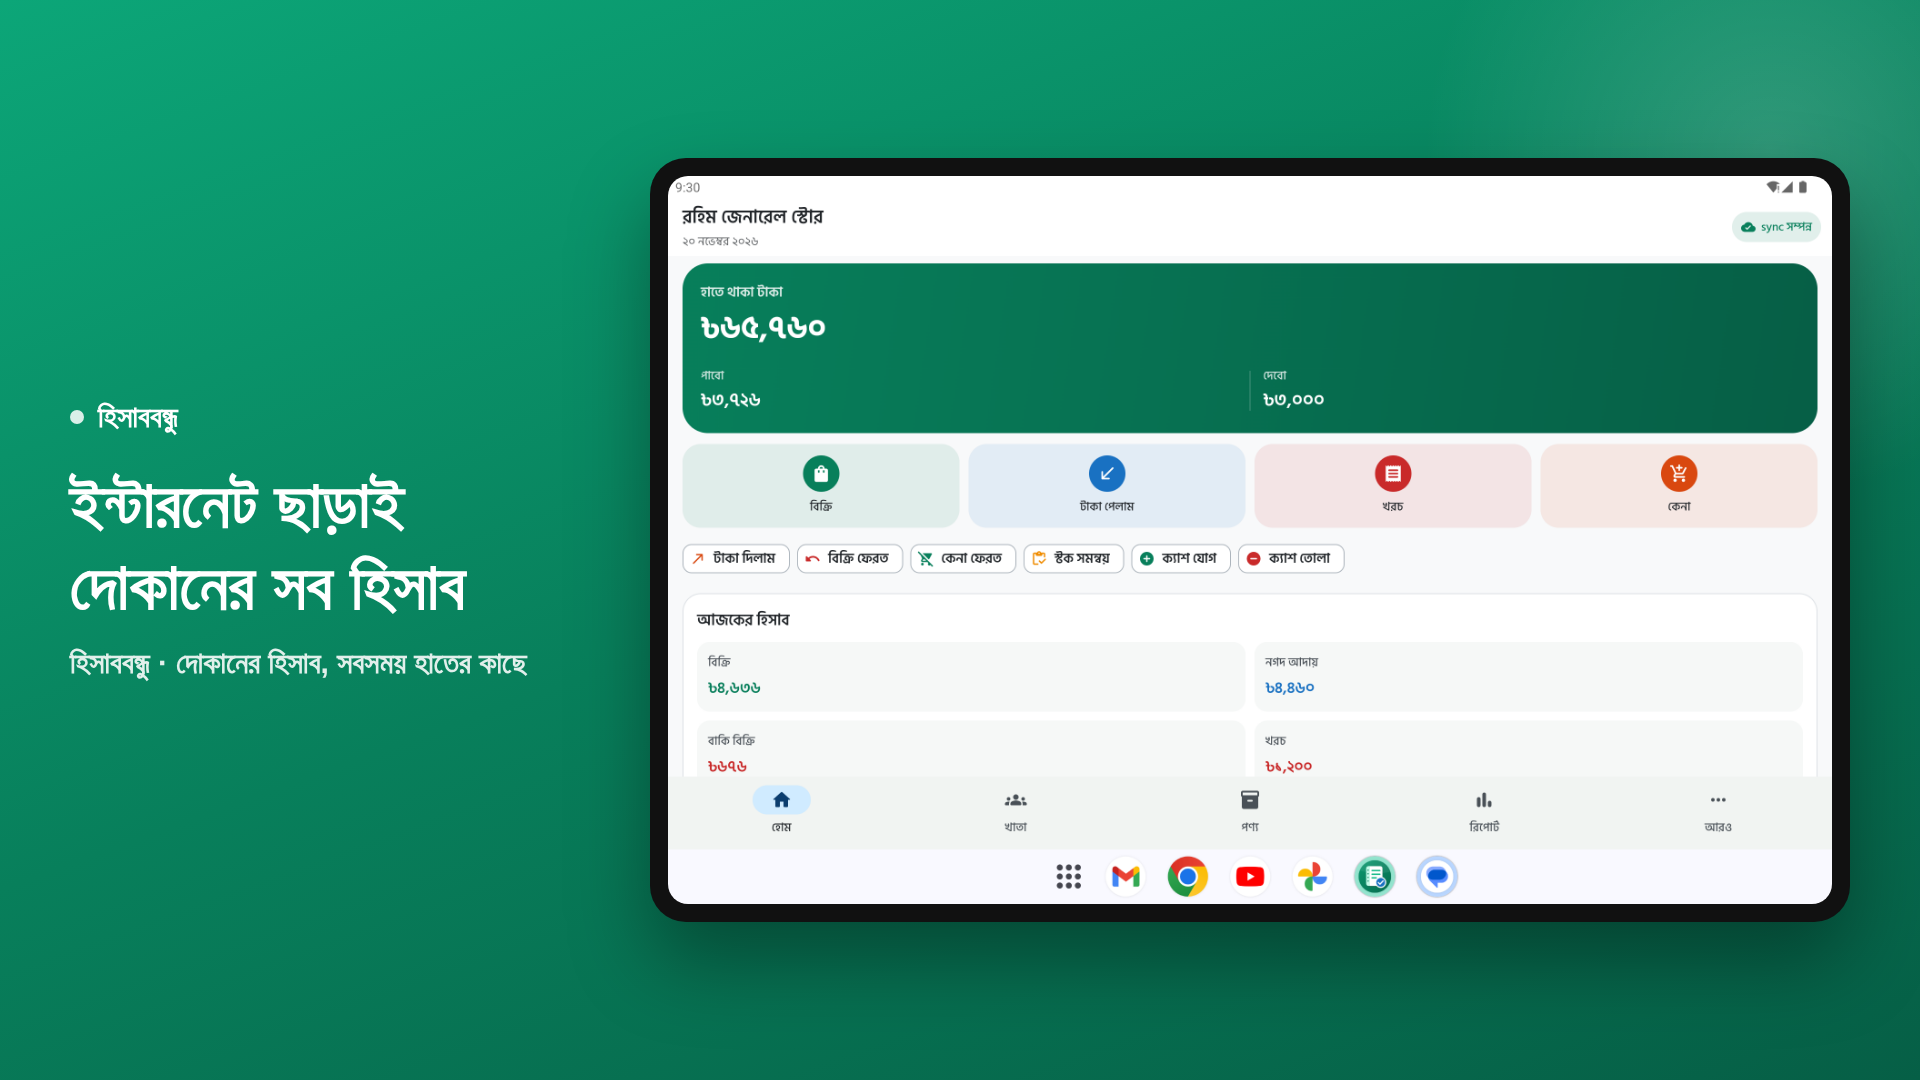 হিসাববন্ধু
ইন্টারনেট ছাড়াই
দোকানের সব হিসাব
হিসাববন্ধু · দোকানের হিসাব, সবসময় হাতের কাছে
9:30
রহিম জেনারেল স্টোর
২০ নভেম্বর ২০২৬
sync সম্পন্ন
হাতে থাকা টাকা
৳৬৫,৭৬০
পাবো
৳৩,৭২৬
দেবো
৳৩,০০০
বিক্রি
টাকা পেলাম
খরচ
কেনা
টাকা দিলাম
বিক্রি ফেরত
কেনা ফেরত
স্টক সমন্বয়
ক্যাশ যোগ
ক্যাশ তোলা
আজকের হিসাব
বিক্রি
৳৪,৬৩৬
নগদ আদায়
৳৪,৪৬০
বাকি বিক্রি
৳৬৭৬
খরচ
৳১,২০০
হোম
খাতা
পণ্য
রিপোর্ট
আরও